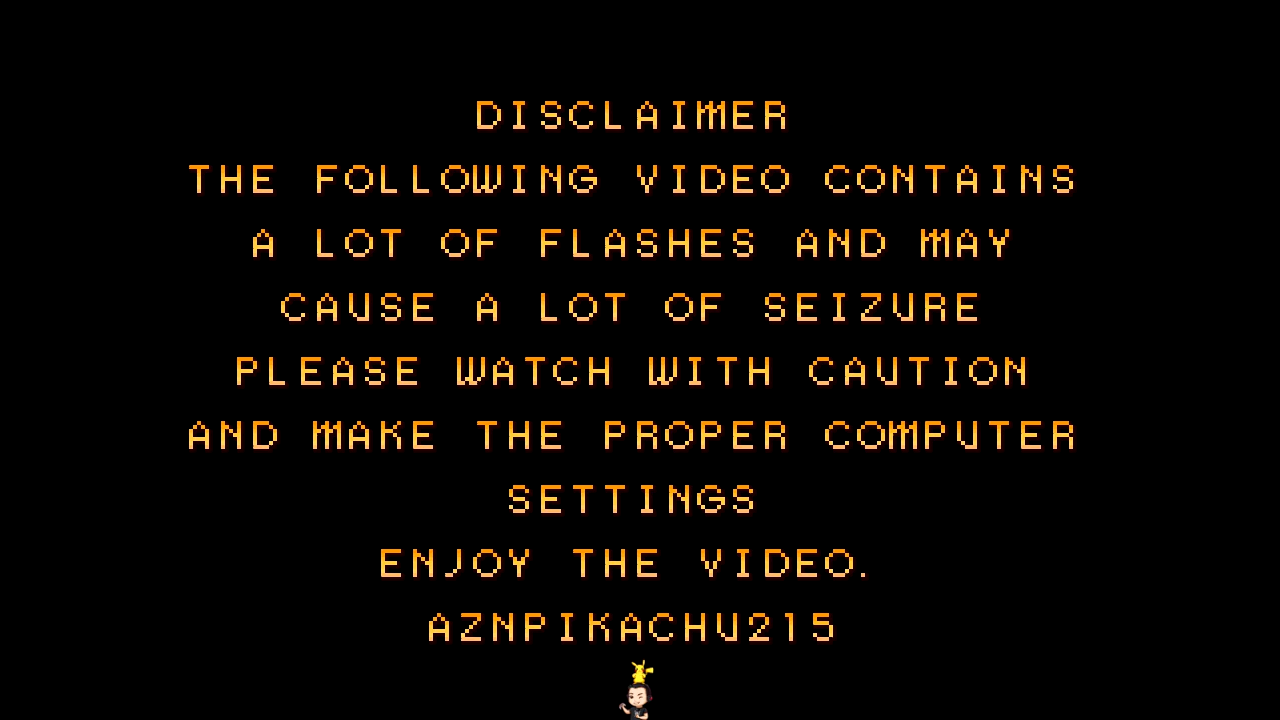 DISCLAIMER
THE FOLLOWING VIDEO CONTAINS
A LOT OF FLASHES AND MAY
CAUSE A LOT OF SEIZURE
PLEASE WATCH WITH CAUTION
AND MAKE THE PROPER COMPUTER
SETTINGS
ENJOY THE VIDEO.
AZNPIKACHU215